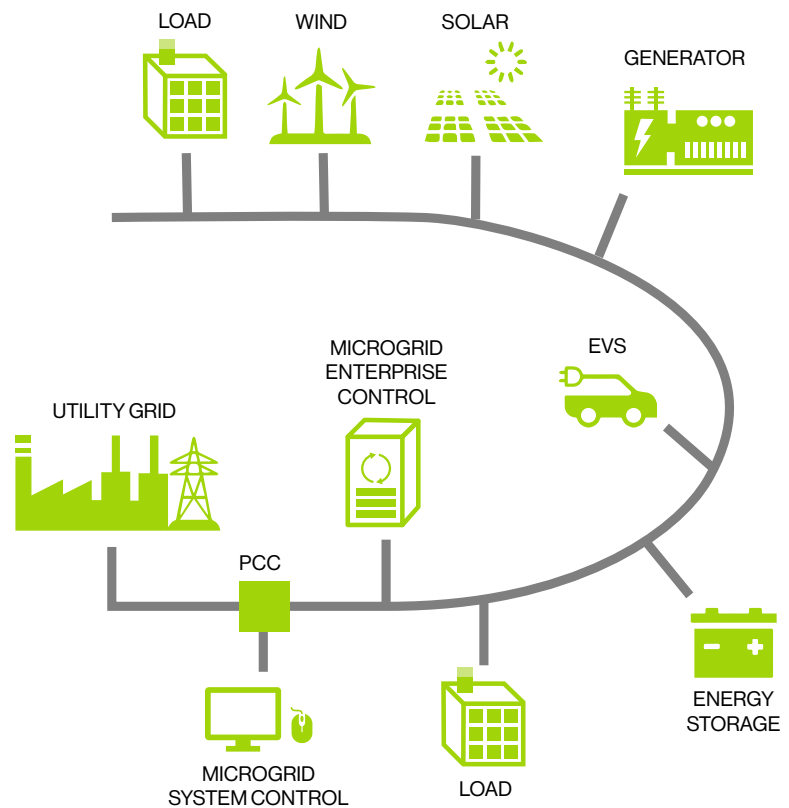 LOAD
WIND
SOLAR
GENERATOR
MICROGRID
ENTERPRISE
CONTROL
EVS
UTILITY GRID
PCC
ENERGY
STORAGE
MICROGRID
SYSTEM CONTROL
LOAD